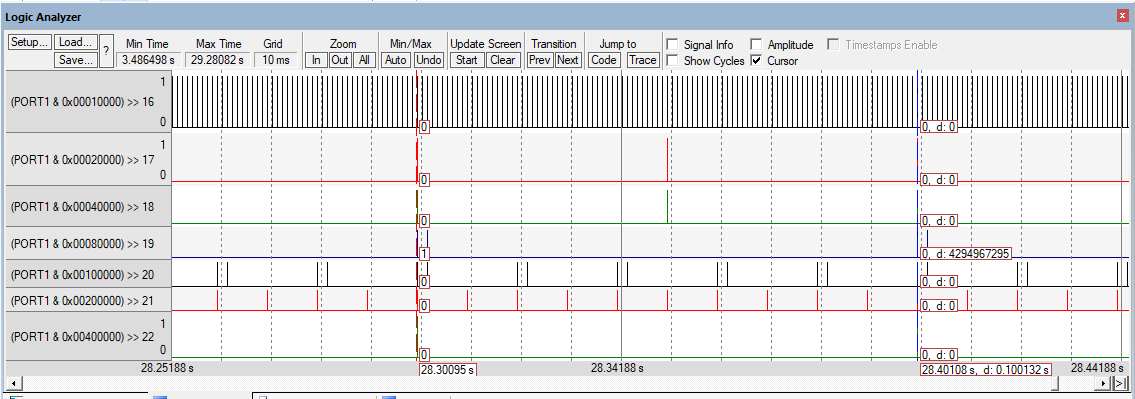 Logic Analyzer
Setup... Load... ? Min Time Max Time Grid Zoom Min/Max Update Screen Transition Jump to Signal Info Amplitude Timestamps Enable
Save... 3.486498 s 29.28082 s 10 ms In Out All Auto Undo Start Clear Prev Next Code Trace Show Cycles Cursor
1
(PORT1 & 0x00010000) >> 16
0 0 0, d: 0
1
(PORT1 & 0x00020000) >> 17
0 0 0, d: 0
(PORT1 & 0x00040000) >> 18
0 0, d: 0
(PORT1 & 0x00080000) >> 19
1 0, d: 4294967295
(PORT1 & 0x00100000) >> 20 0 0, d: 0
(PORT1 & 0x00200000) >> 21 0 0, d: 0
1
(PORT1 & 0x00400000) >> 22
0 0 0, d: 0
28.25188 s 28.30095 s 28.34188 s 28.40108 s, d: 0.100132 s 28.44188 s